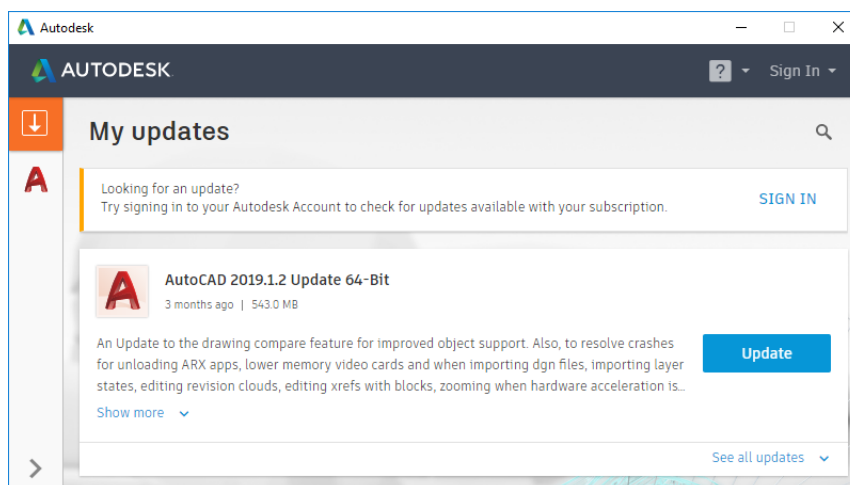 Autodesk
AUTODESK
? Sign In
My updates
Looking for an update?
Try signing in to your Autodesk Account to check for updates available with your subscription.
SIGN IN
AutoCAD 2019.1.2 Update 64-Bit
3 months ago | 543.0 MB
An Update to the drawing compare feature for improved object support. Also, to resolve crashes
for unloading ARX apps, lower memory video cards and when importing dgn files, importing layer
states, editing revision clouds, editing xrefs with blocks, zooming when hardware acceleration is...
Update
Show more
See all updates